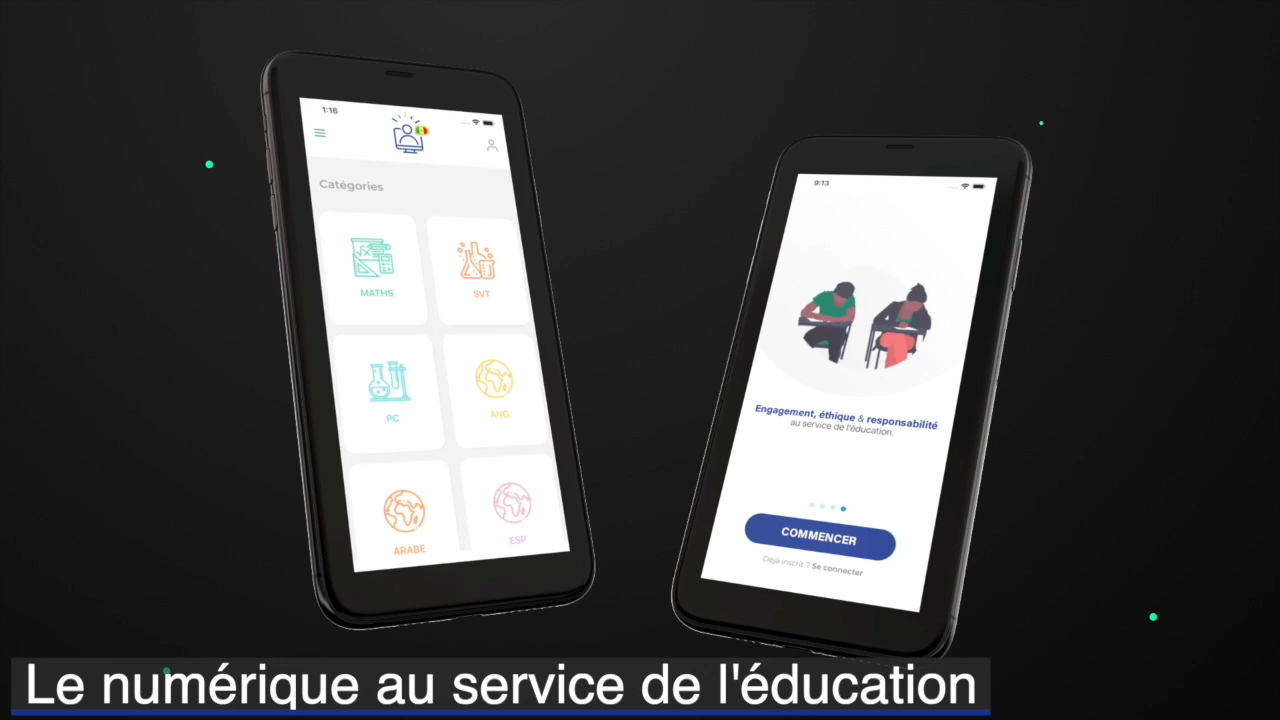 1:16
Catégories
MATHS
SVT
PC
ANG
ARABE
ESP
9:13
Engagement, éthique & responsabilité
au service de l'éducation.
COMMENCER
Déjà inscrit ? Se connecter
Le numérique au service de l'éducation